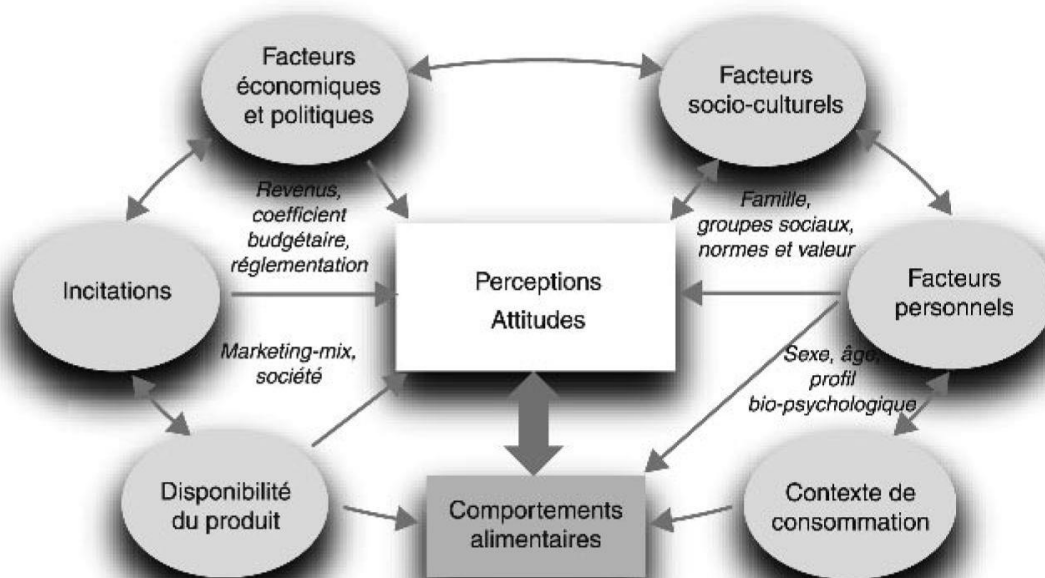 Facteurs
économiques
et politiques
Facteurs
socio-culturels
Revenus,
coefficient
budgétaire,
réglementation
Famille,
groupes sociaux,
normes et valeur
Incitations
Perceptions
Attitudes
Facteurs
personnels
Marketing-mix,
société
Sexe, âge,
profil
bio-psychologique
Disponibilité
du produit
Comportements
alimentaires
Contexte de
consommation